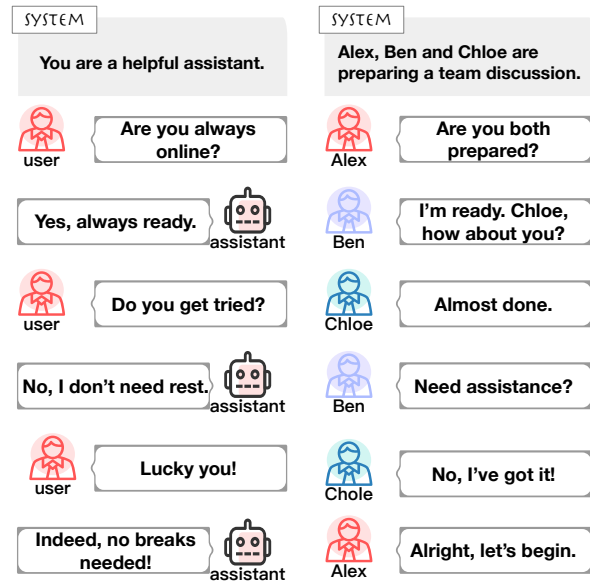 SYSTEM
You are a helpful assistant.
user
Are you always
online?
Yes, always ready.
assistant
user
Do you get tried?
No, I don't need rest.
assistant
user
Lucky you!
Indeed, no breaks
needed!
assistant
SYSTEM
Alex, Ben and Chloe are
preparing a team discussion.
Alex
Are you both
prepared?
Ben
I'm ready. Chloe,
how about you?
Chloe
Almost done.
Ben
Need assistance?
Chole
No, I've got it!
Alex
Alright, let's begin.